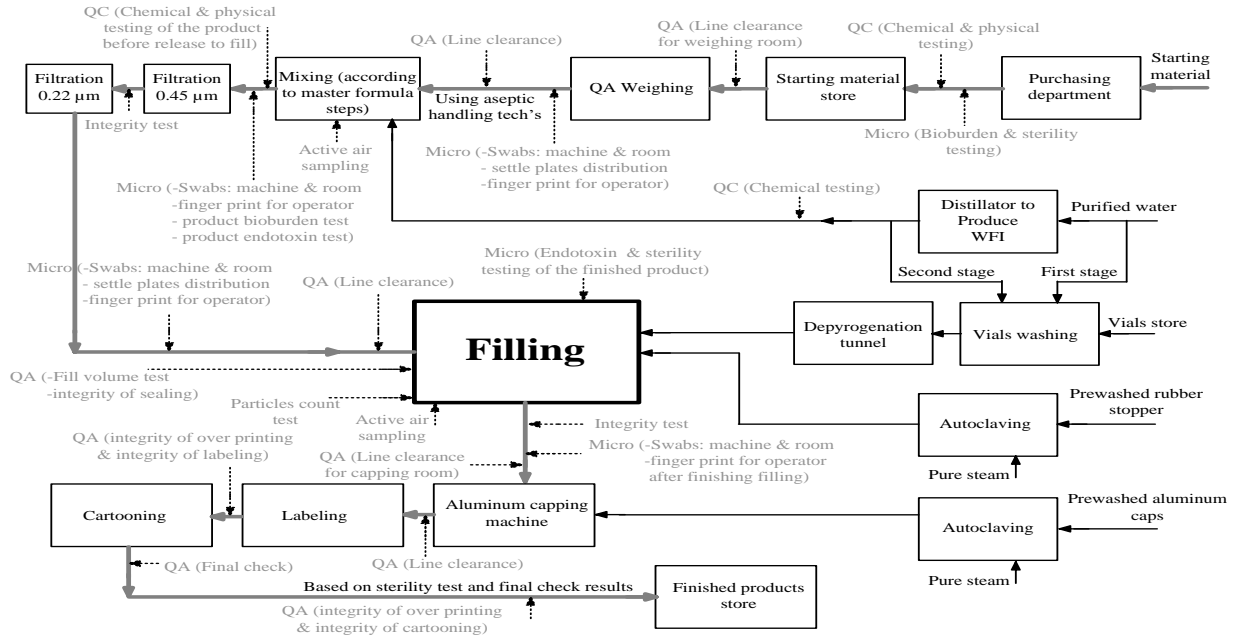 QC (Chemical & physical
testing of the product
before release to fill)
QA (Line clearance)
QA (Line clearance
for weighing room)
QC (Chemical & physical
testing)
Starting
material
Filtration
0.22 µm
Filtration
0.45 µm
Mixing (according
to master formula
steps)
QA Weighing
Starting material
store
Purchasing
department
Using aseptic
handling tech's
Integrity test
Active air
sampling
Micro (-Swabs: machine & room
- settle plates distribution
-finger print for operator)
Micro (Bioburden & sterility
testing)
Micro (-Swabs: machine & room
-finger print for operator
- product bioburden test
- product endotoxin test)
QC (Chemical testing)
Distillator to
Produce
WFI
Purified water
Second stage
First stage
Micro (-Swabs: machine & room
- settle plates distribution
-finger print for operator)
QA (Line clearance)
Micro (Endotoxin & sterility
testing of the finished product)
Filling
Depyrogenation
tunnel
Vials washing
Vials store
QA (-Fill volume test
-integrity of sealing)
Particles count
test
Active air
sampling
Prewashed rubber
stopper
Autoclaving
Pure steam
Integrity test
Micro (-Swabs: machine & room
-finger print for operator
after finishing filling)
QA (integrity of over printing
& integrity of labeling)
QA (Line clearance
for capping room)
Cartooning
Labeling
Aluminum capping
machine
Autoclaving
Prewashed aluminum
caps
Pure steam
QA (Final check)
QA (Line clearance)
Based on sterility test and final check results
QA (integrity of over printing
& integrity of cartooning)
Finished products
store